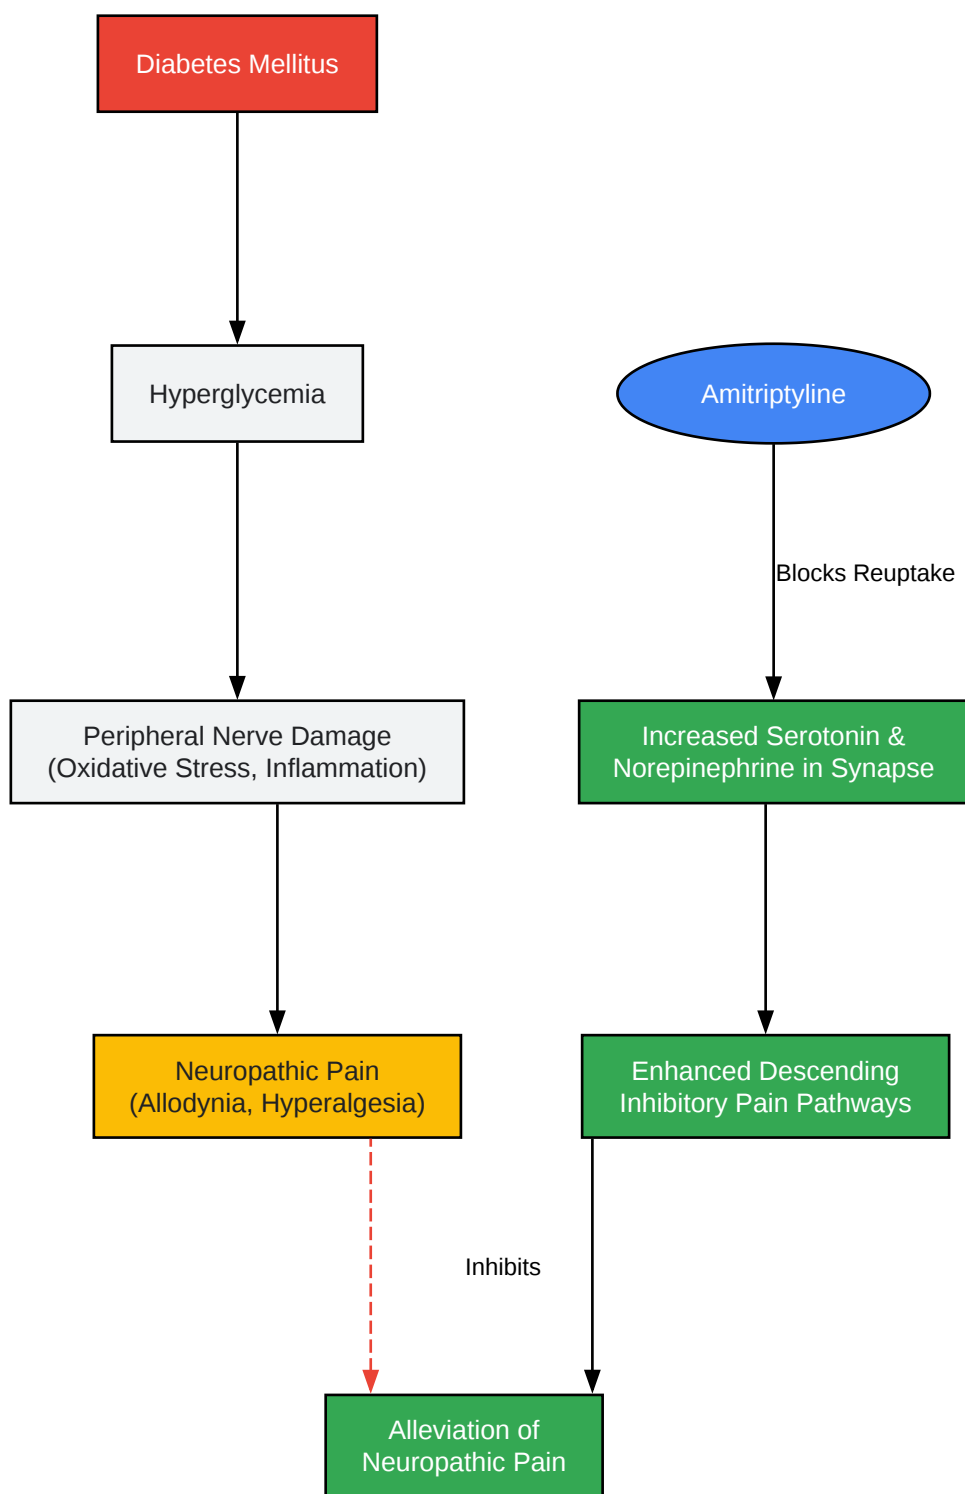 Diabetes Mellitus
Hyperglycemia
Amitriptyline
Blocks Reuptake
Peripheral Nerve Damage
(Oxidative Stress, Inflammation)
Increased Serotonin &
Norepinephrine in Synapse
Neuropathic Pain
(Allodynia, Hyperalgesia)
Enhanced Descending
Inhibitory Pain Pathways
Inhibits
Alleviation of
Neuropathic Pain